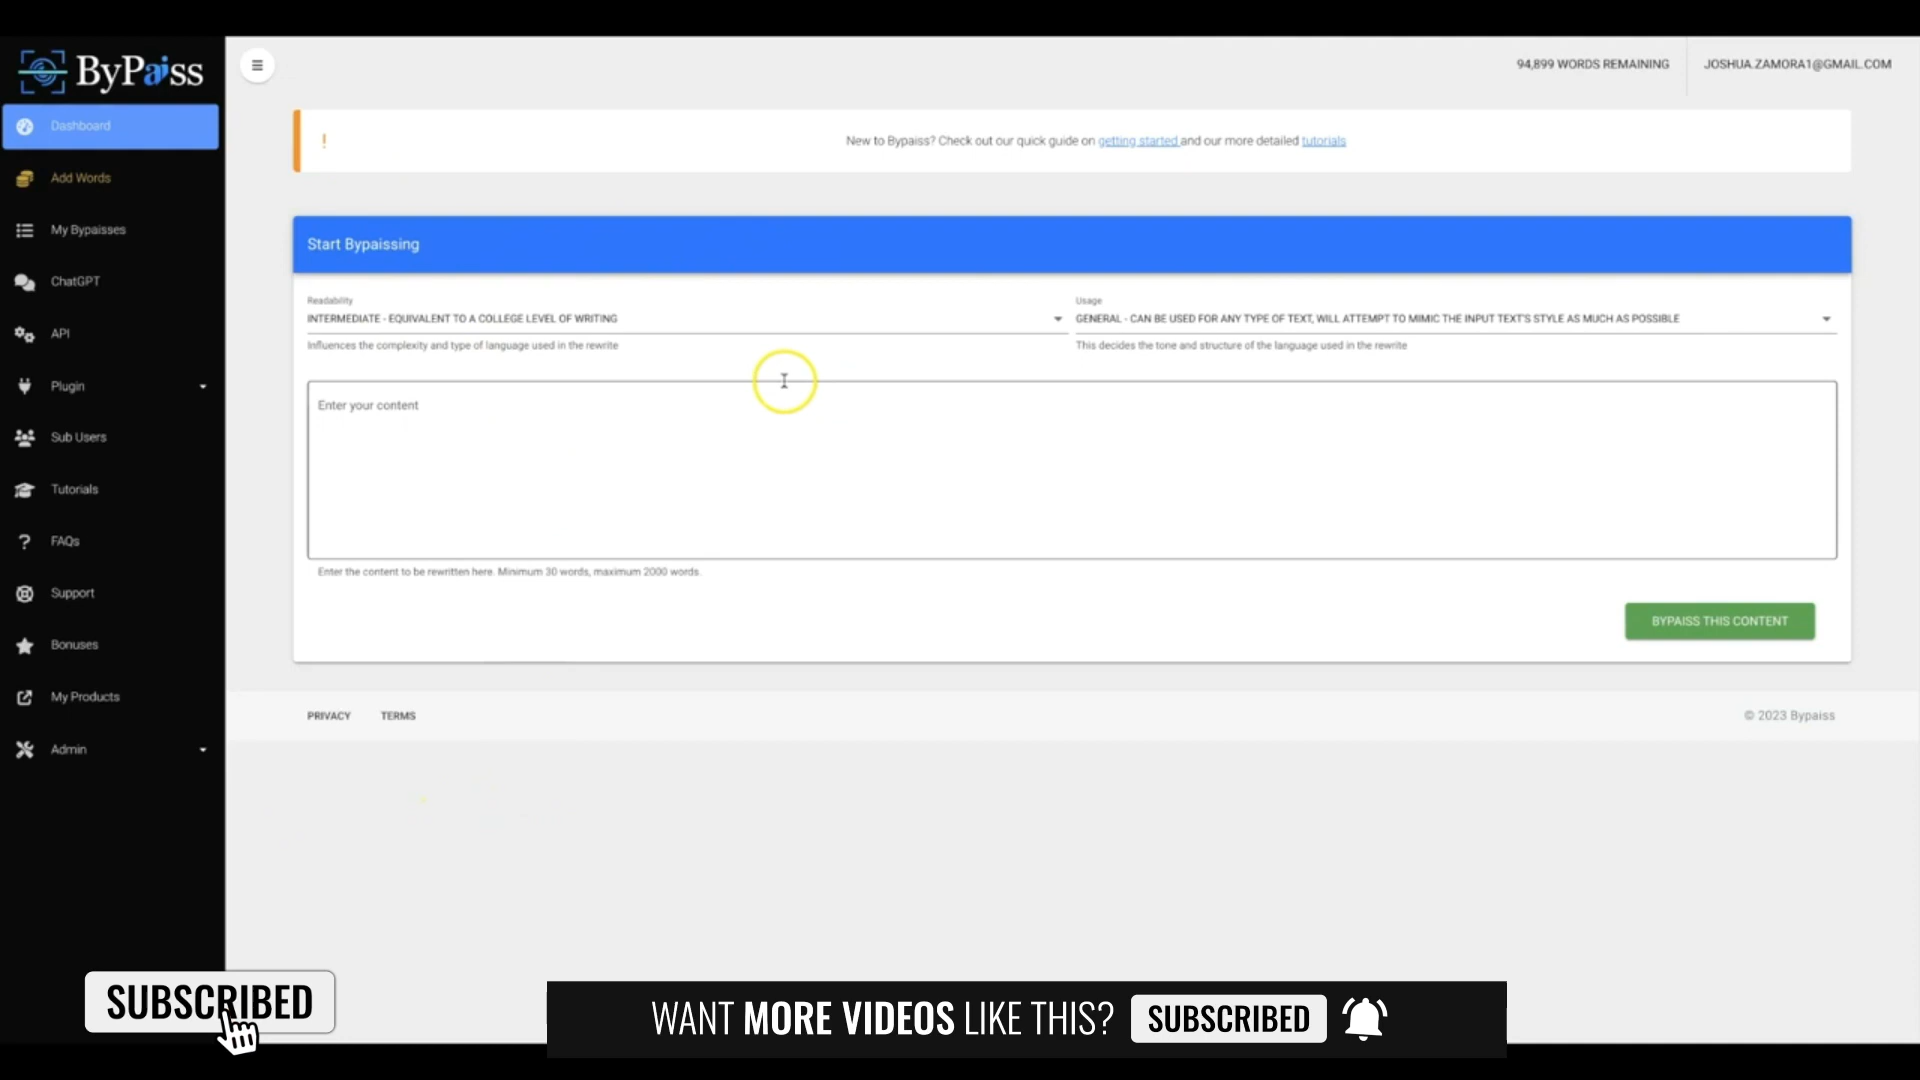 ByPaiss
94,899 WORDS REMAINING
JOSHUA.ZAMORA1@GMAIL.COM
Dashboard
Add Words
My Bypaisses
ChatGPT
API
Plugin
Sub Users
Tutorials
FAQs
Support
Bonuses
My Products
Admin
! New to Bypaiss? Check out our quick guide on getting started and our more detailed tutorials
Start Bypaissing
Readability
INTERMEDIATE - EQUIVALENT TO A COLLEGE LEVEL OF WRITING
Influences the complexity and type of language used in the rewrite
Usage
GENERAL - CAN BE USED FOR ANY TYPE OF TEXT, WILL ATTEMPT TO MIMIC THE INPUT TEXT'S STYLE AS MUCH AS POSSIBLE
This decides the tone and structure of the language used in the rewrite
Enter your content
Enter the content to be rewritten here. Minimum 30 words, maximum 2000 words.
BYPAISS THIS CONTENT
PRIVACY
TERMS
© 2023 Bypaiss
SUBSCRIBED
WANT MORE VIDEOS LIKE THIS? SUBSCRIBED